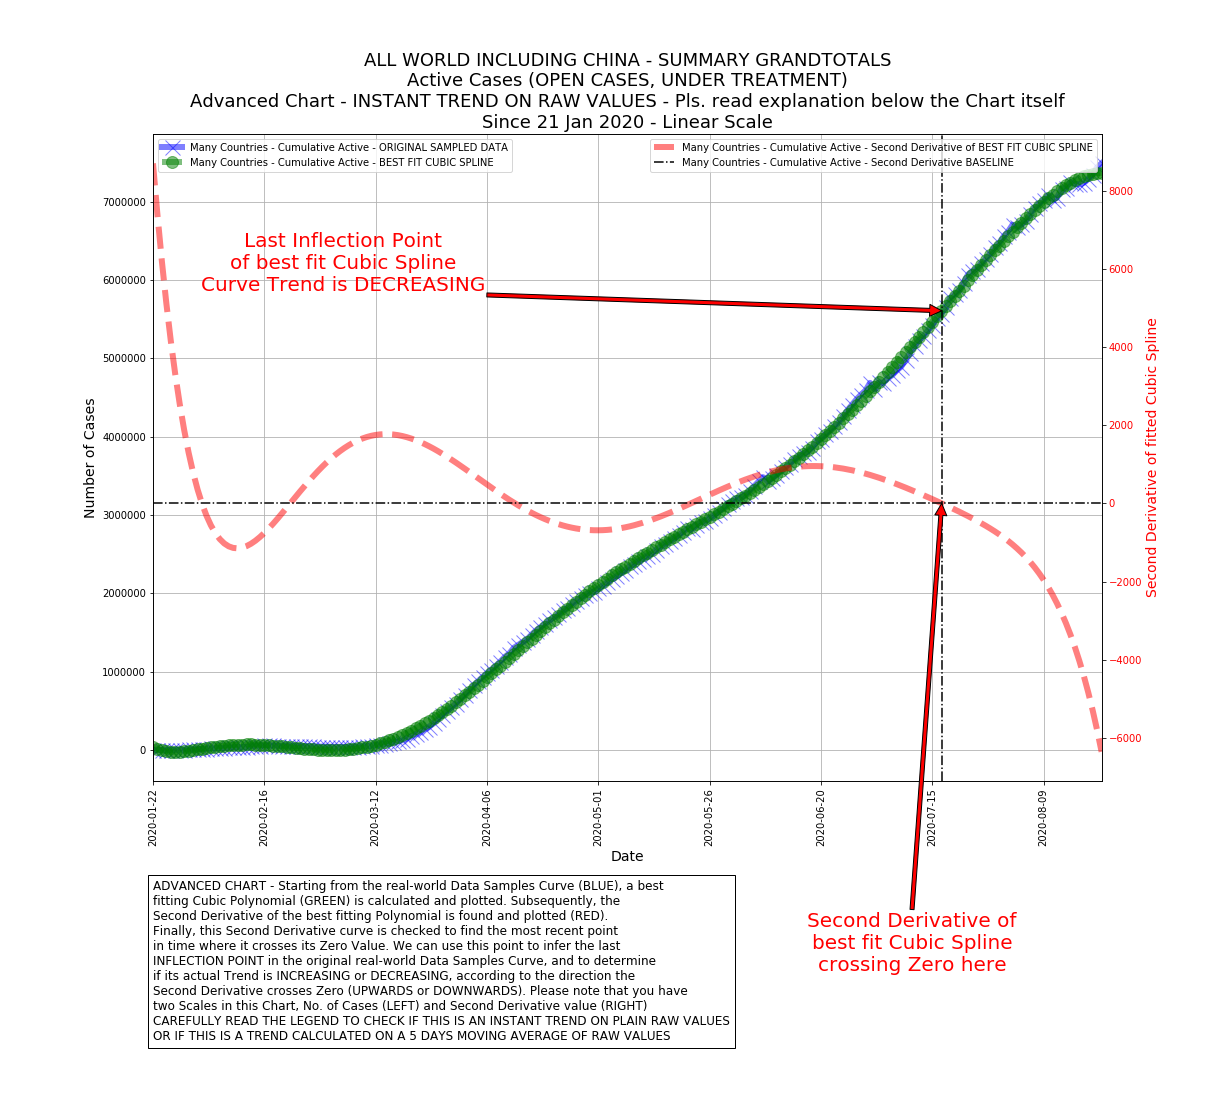 ALL WORLD INCLUDING CHINA - SUMMARY GRANDTOTALS
Active Cases (OPEN CASES, UNDER TREATMENT)
Advanced Chart - INSTANT TREND ON RAW VALUES - Pls. read explanation below the Chart itself
Since 21 Jan 2020 - Linear Scale
Many Countries - Cumulative Active - ORIGINAL SAMPLED DATA
Many Countries - Cumulative Active - BEST FIT CUBIC SPLINE
Many Countries - Cumulative Active - Second Derivative of BEST FIT CUBIC SPLINE
Many Countries - Cumulative Active - Second Derivative BASELINE
Last Inflection Point
of best fit Cubic Spline
Curve Trend is DECREASING
Number of Cases
7000000
6000000
5000000
4000000
3000000
2000000
1000000
0
8000
6000
4000
2000
0
−2000
−4000
−6000
Second Derivative of fitted Cubic Spline
2020-01-22
2020-02-16
2020-03-12
2020-04-06
2020-05-01
2020-05-26
2020-06-20
2020-07-15
2020-08-09
Date
ADVANCED CHART - Starting from the real-world Data Samples Curve (BLUE), a best
fitting Cubic Polynomial (GREEN) is calculated and plotted. Subsequently, the
Second Derivative of the best fitting Polynomial is found and plotted (RED).
Finally, this Second Derivative curve is checked to find the most recent point
in time where it crosses its Zero Value. We can use this point to infer the last
INFLECTION POINT in the original real-world Data Samples Curve, and to determine
if its actual Trend is INCREASING or DECREASING, according to the direction the
Second Derivative crosses Zero (UPWARDS or DOWNWARDS). Please note that you have
two Scales in this Chart, No. of Cases (LEFT) and Second Derivative value (RIGHT)
CAREFULLY READ THE LEGEND TO CHECK IF THIS IS AN INSTANT TREND ON PLAIN RAW VALUES
OR IF THIS IS A TREND CALCULATED ON A 5 DAYS MOVING AVERAGE OF RAW VALUES
Second Derivative of
best fit Cubic Spline
crossing Zero here